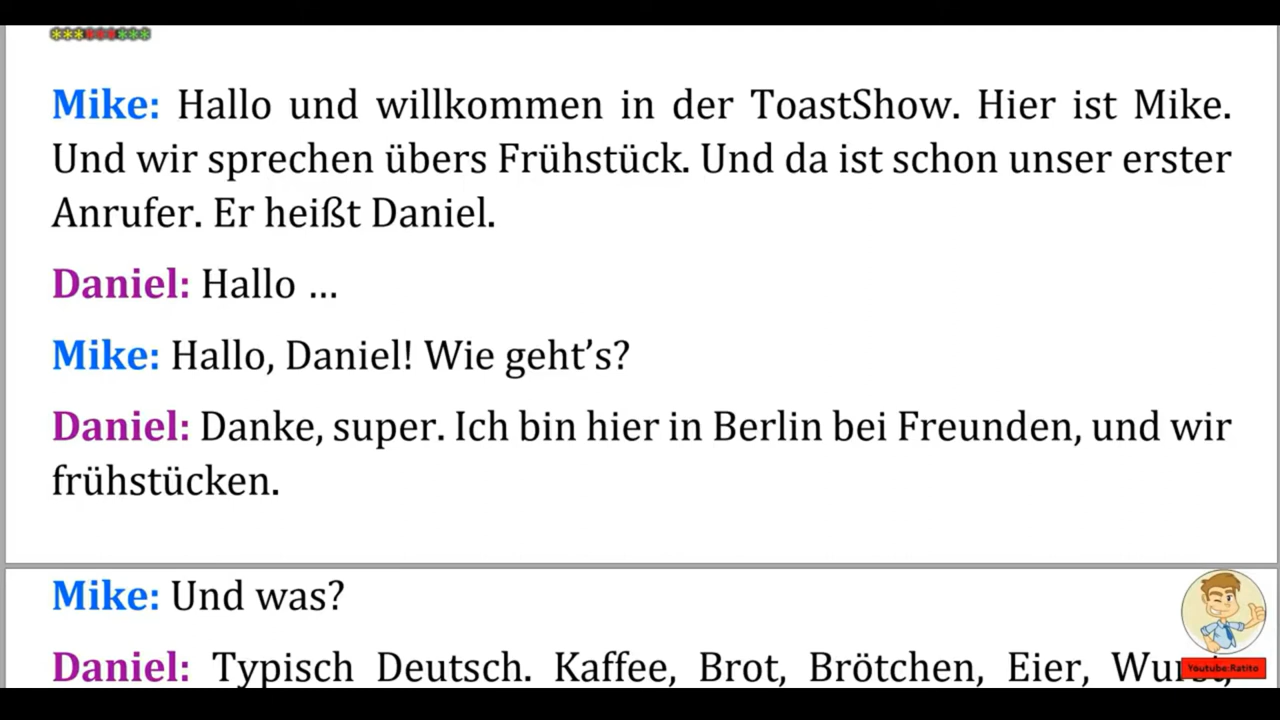 *********
Mike: Hallo und willkommen in der ToastShow. Hier ist Mike.
Und wir sprechen übers Frühstück. Und da ist schon unser erster
Anrufer. Er heißt Daniel.
Daniel: Hallo …
Mike: Hallo, Daniel! Wie geht’s?
Daniel: Danke, super. Ich bin hier in Berlin bei Freunden, und wir
frühstücken.
Mike: Und was?
Daniel: Typisch Deutsch. Kaffee, Brot, Brötchen, Eier,
Youtube:Ratito